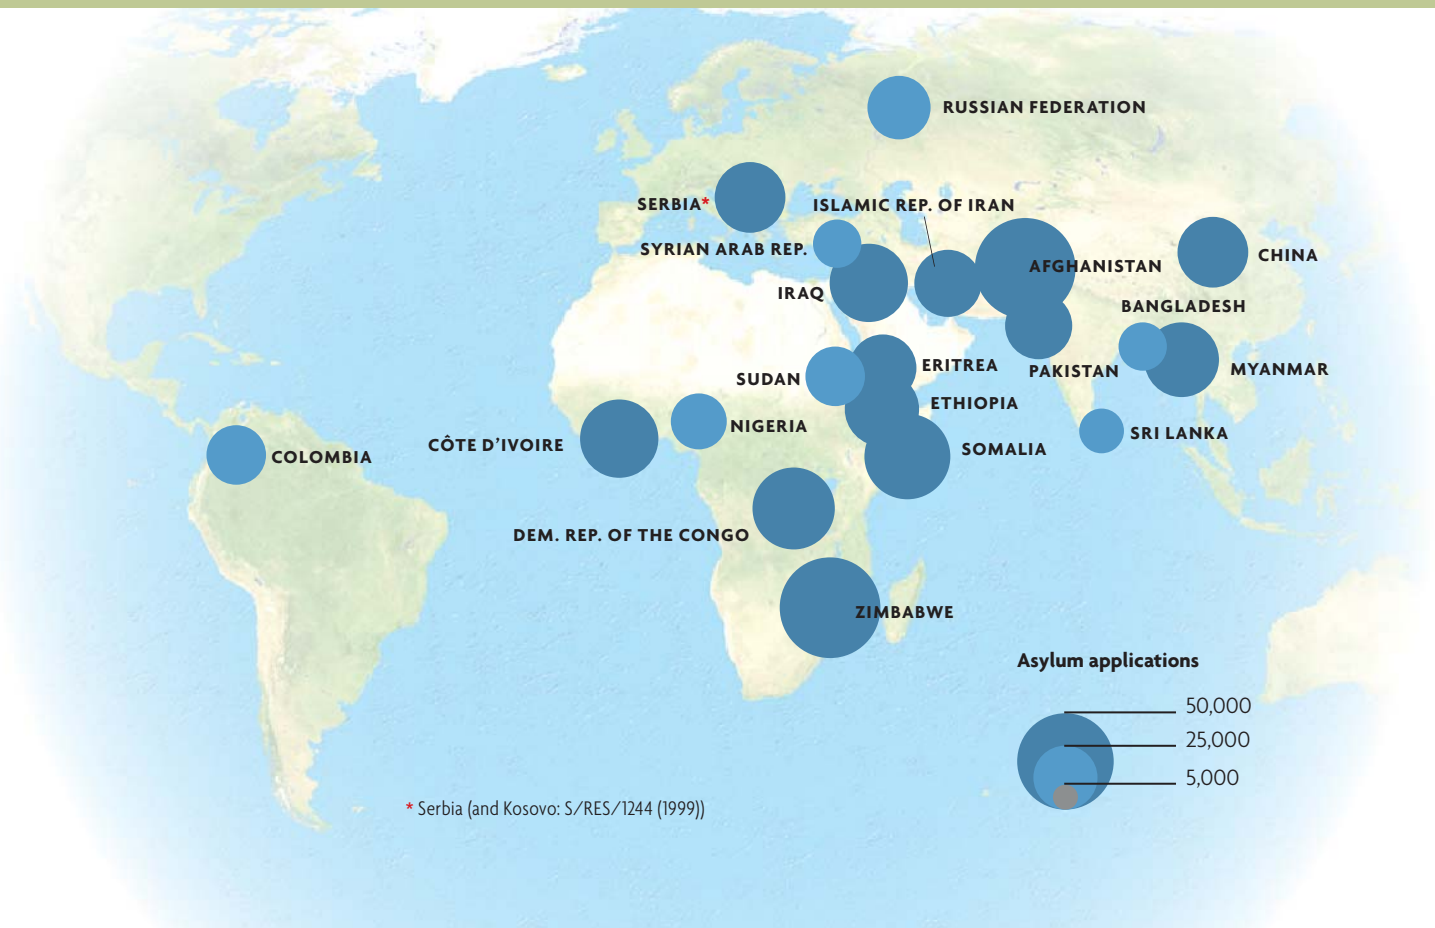 RUSSIAN FEDERATION
SERBIA*
ISLAMIC REP. OF IRAN
SYRIAN ARAB REP.
AFGHANISTAN
CHINA
IRAQ
BANGLADESH
SUDAN
ERITREA
PAKISTAN
MYANMAR
ETHIOPIA
NIGERIA
SRI LANKA
CÔTE D'IVOIRE
SOMALIA
COLOMBIA
DEM. REP. OF THE CONGO
ZIMBABWE
Asylum applications
50,000
25,000
5,000
* Serbia (and Kosovo: S/RES/1244 (1999))